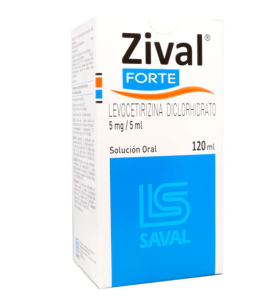 Zival®
FORTE
LEVOCETIRIZINA DICLORHIDRATO
5 mg / 5 ml
Solución Oral 120 ml
SAVAL